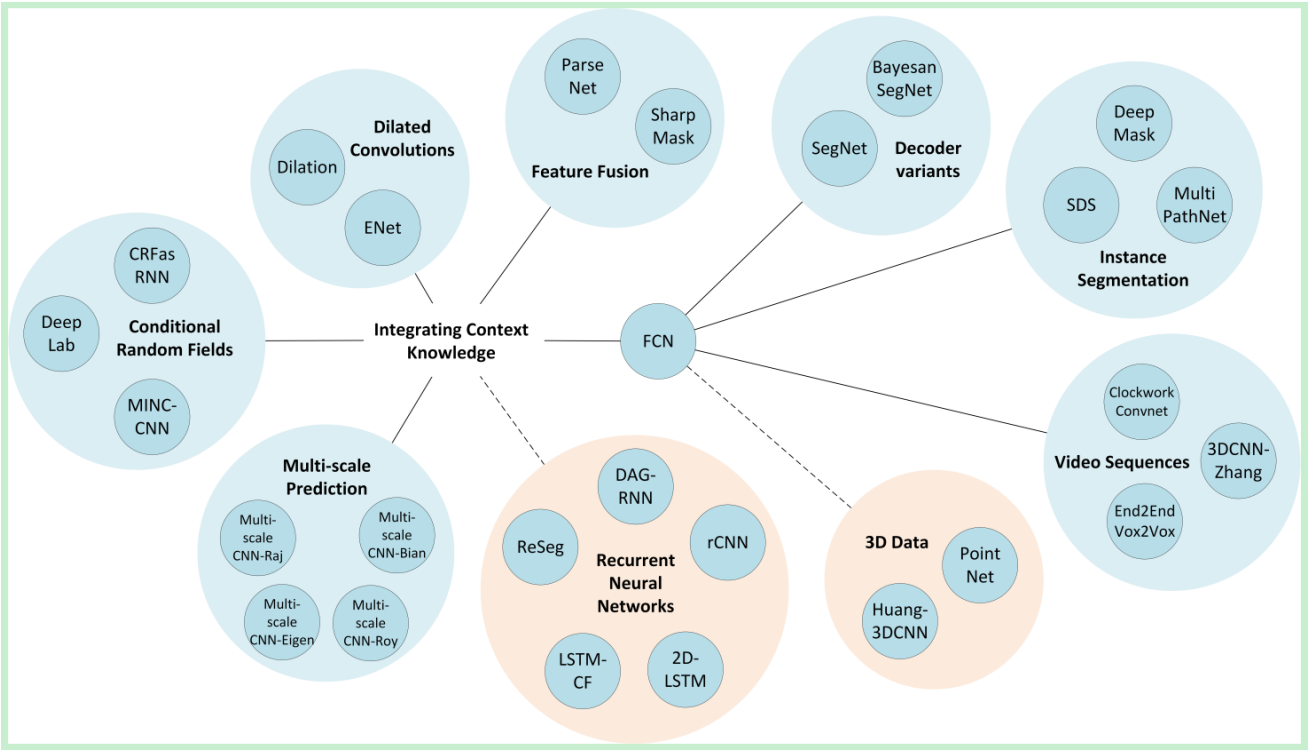 Parse
Net
Sharp
Mask
Feature Fusion
Bayesan
SegNet
SegNet
Decoder
variants
Deep
Mask
SDS
Multi
PathNet
Instance
Segmentation
Dilated
Convolutions
Dilation
ENet
CRFas
RNN
Deep
Lab
Conditional
Random Fields
MINC-
CNN
Integrating Context
Knowledge
FCN
Clockwork
Convnet
Video Sequences
3DCNN-
Zhang
End2End
Vox2Vox
Multi-scale
Prediction
Multi-
scale
CNN-Raj
Multi-
scale
CNN-Bian
Multi-
scale
CNN-Eigen
Multi-
scale
CNN-Roy
DAG-
RNN
ReSeg
rCNN
Recurrent
Neural
Networks
LSTM-
CF
2D-
LSTM
3D Data
Point
Net
Huang-
3DCNN